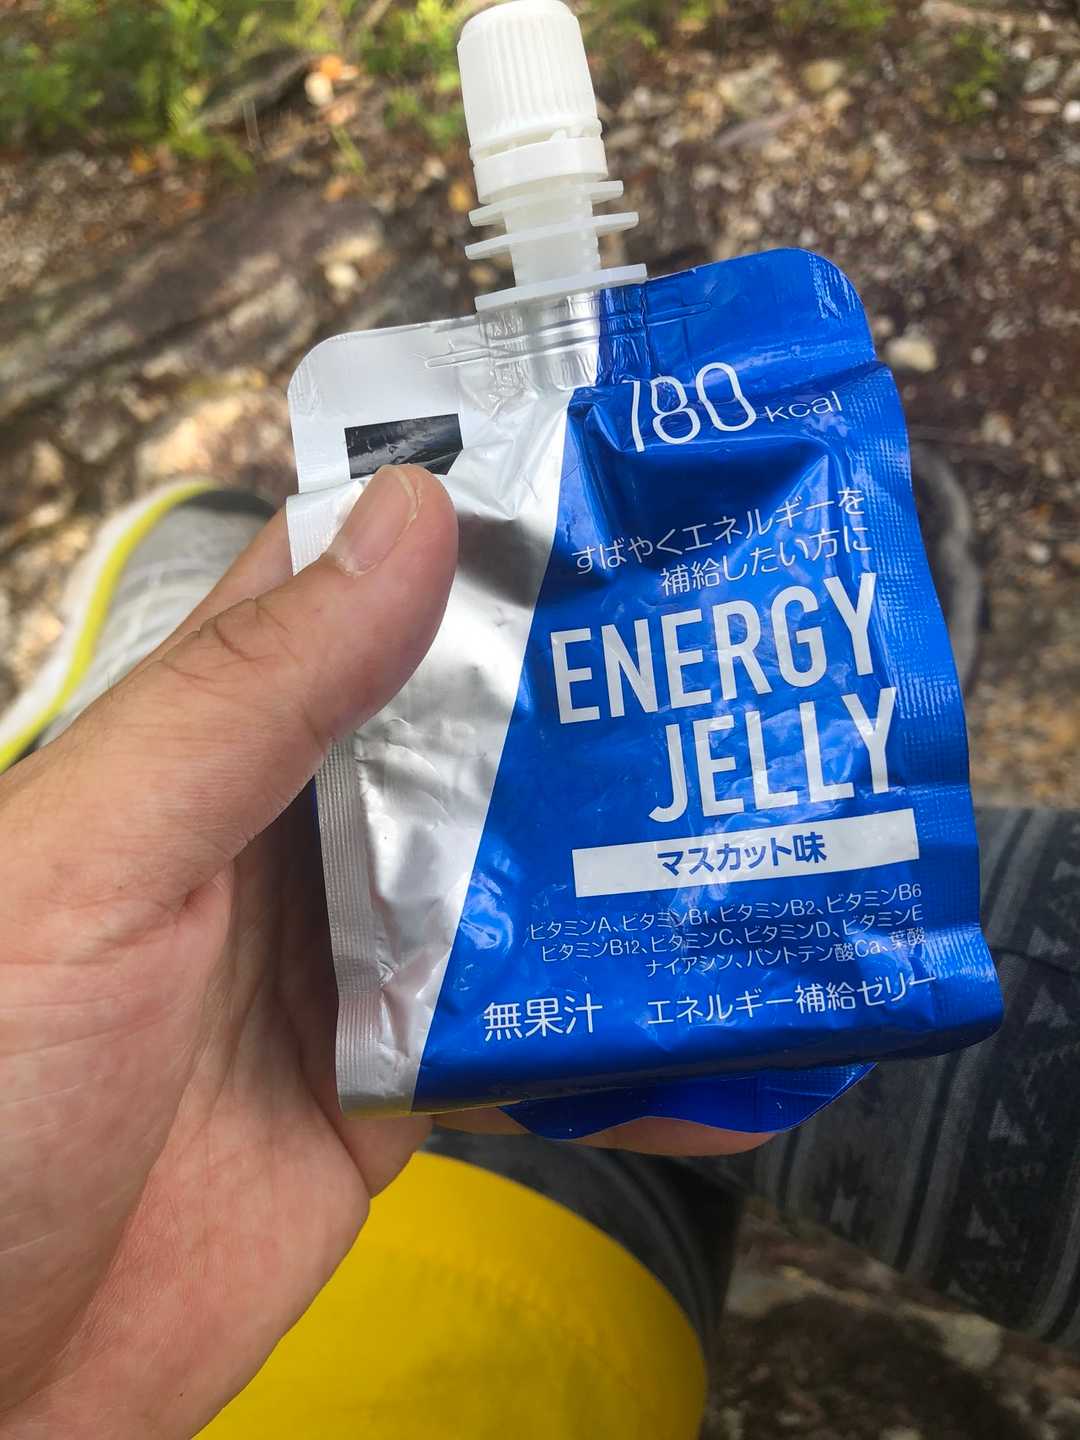 180kcal
すばやくエネルギーを
補給したい方に
ENERGY
JELLY
マスカット味
ビタミンA、ビタミンB1、ビタミンB2、ビタミンB6
ビタミンB12、ビタミンC、ビタミンD、ビタミンE
ナイアシン、パントテン酸Ca、葉酸
無果汁 エネルギー補給ゼリー